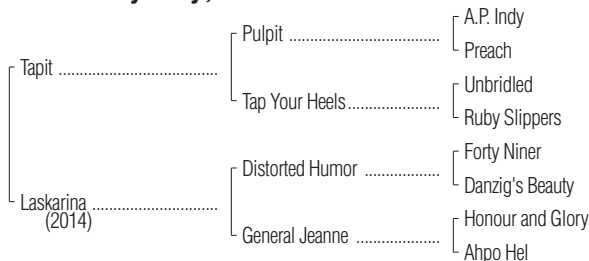 Pulpit ....................................
A.P. Indy
Preach
Tapit ......................................
Tap Your Heels......................
Unbridled
Ruby Slippers
Distorted Humor ..................
Forty Niner
Danzig's Beauty
Laskarina ..............................
(2014)
General Jeanne ....................
Honour and Glory
Ahpo Hel